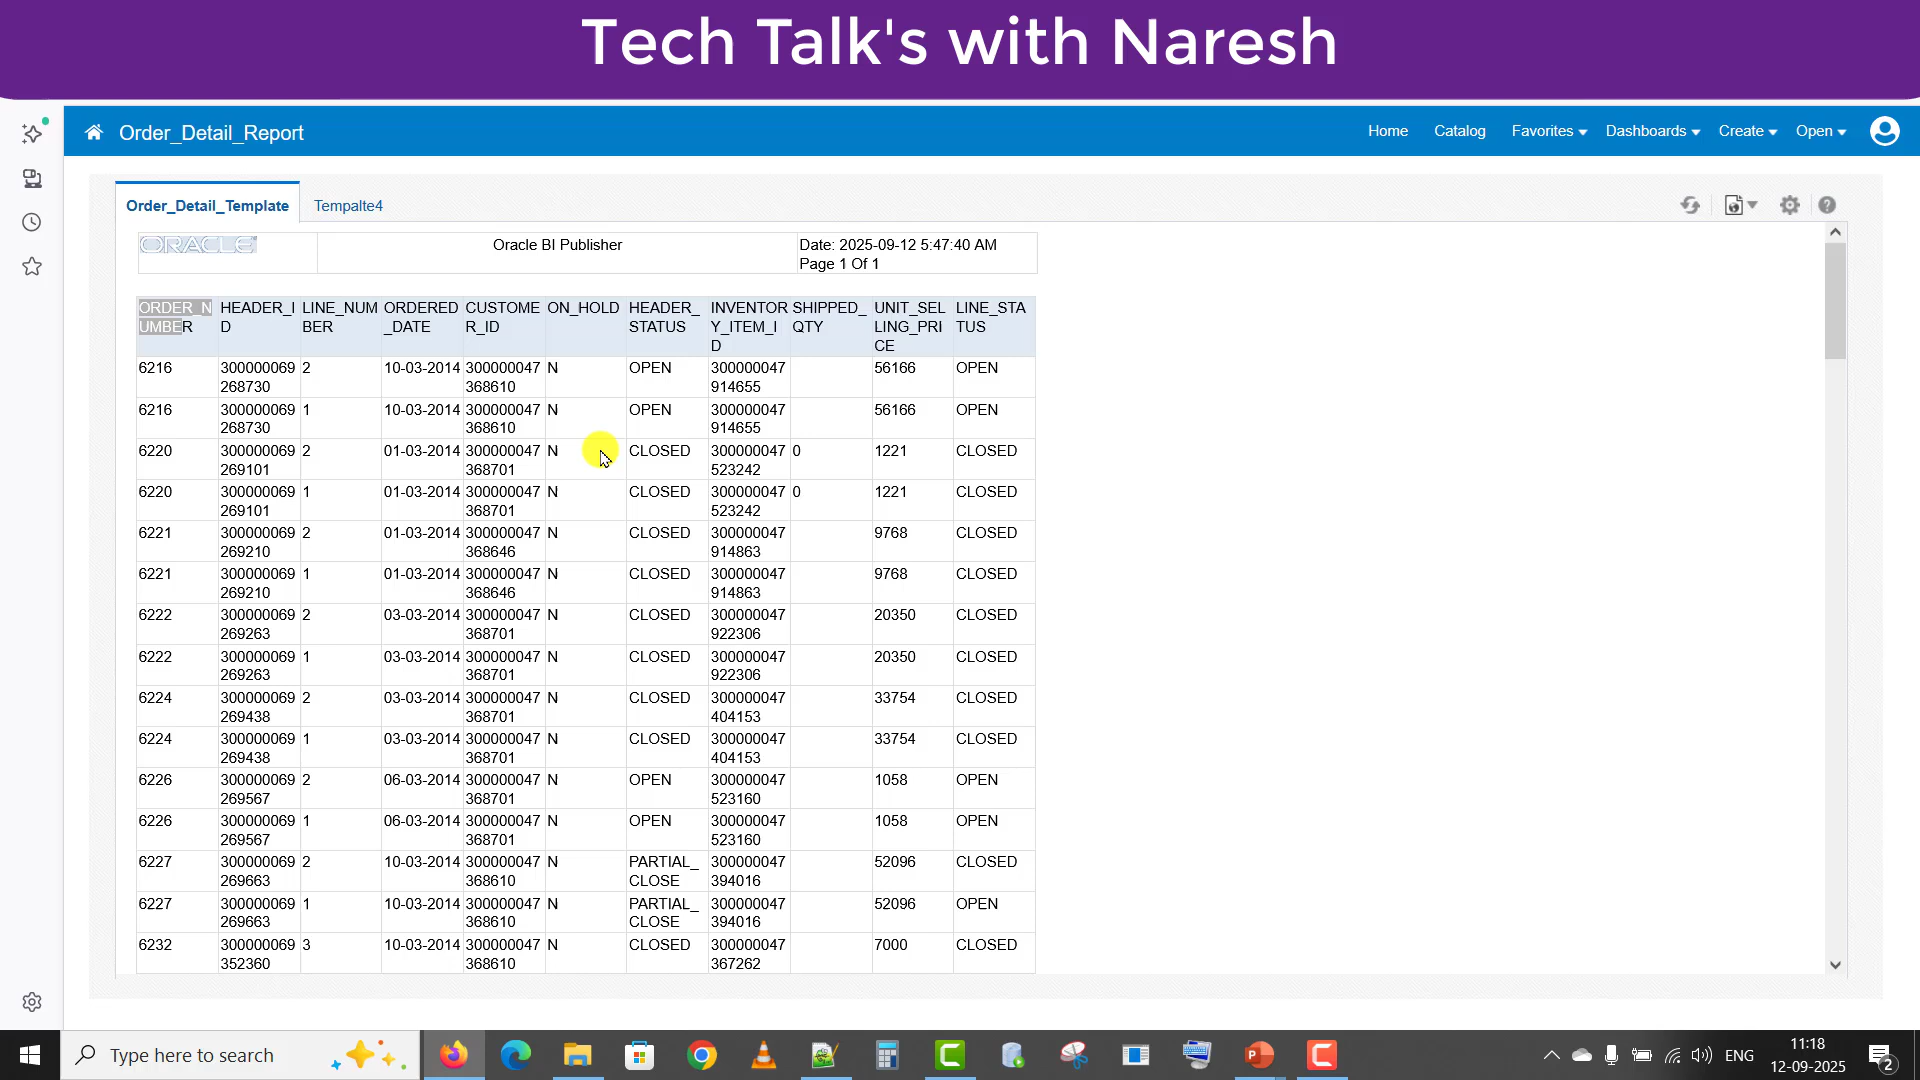 Tech Talk's with Naresh
Order_Detail_Report
Home Catalog Favorites Dashboards Create Open
Order_Detail_Template Tempalte4
ORACLE Oracle BI Publisher Date: 2025-09-12 5:47:40 AM
Page 1 Of 1
ORDER_N HEADER_I LINE_NUM ORDERED CUSTOME ON_HOLD HEADER_ INVENTOR SHIPPED_ UNIT_SEL LINE_STA
UMBER D BER _DATE R_ID STATUS Y_ITEM_I QTY LING_PRI TUS
D CE
6216 300000069 2 10-03-2014 300000047 N OPEN 300000047 56166 OPEN
268730 368610 914655
6216 300000069 1 10-03-2014 300000047 N OPEN 300000047 56166 OPEN
268730 368610 914655
6220 300000069 2 01-03-2014 300000047 N CLOSED 300000047 0 1221 CLOSED
269101 368701 523242
6220 300000069 1 01-03-2014 300000047 N CLOSED 300000047 0 1221 CLOSED
269101 368701 523242
6221 300000069 2 01-03-2014 300000047 N CLOSED 300000047 9768 CLOSED
269210 368646 914863
6221 300000069 1 01-03-2014 300000047 N CLOSED 300000047 9768 CLOSED
269210 368646 914863
6222 300000069 2 03-03-2014 300000047 N CLOSED 300000047 20350 CLOSED
269263 368701 922306
6222 300000069 1 03-03-2014 300000047 N CLOSED 300000047 20350 CLOSED
269263 368701 922306
6224 300000069 2 03-03-2014 300000047 N CLOSED 300000047 33754 CLOSED
269438 368701 404153
6224 300000069 1 03-03-2014 300000047 N CLOSED 300000047 33754 CLOSED
269438 368701 404153
6226 300000069 2 06-03-2014 300000047 N OPEN 300000047 1058 OPEN
269567 368701 523160
6226 300000069 1 06-03-2014 300000047 N OPEN 300000047 1058 OPEN
269567 368701 523160
6227 300000069 2 10-03-2014 300000047 N PARTIAL_ 300000047 52096 CLOSED
269663 368610 CLOSE 394016
6227 300000069 1 10-03-2014 300000047 N PARTIAL_ 300000047 52096 OPEN
269663 368610 CLOSE 394016
6232 300000069 3 10-03-2014 300000047 N CLOSED 300000047 7000 CLOSED
352360 368610 367262
Type here to search ENG 11:18
12-09-2025 2